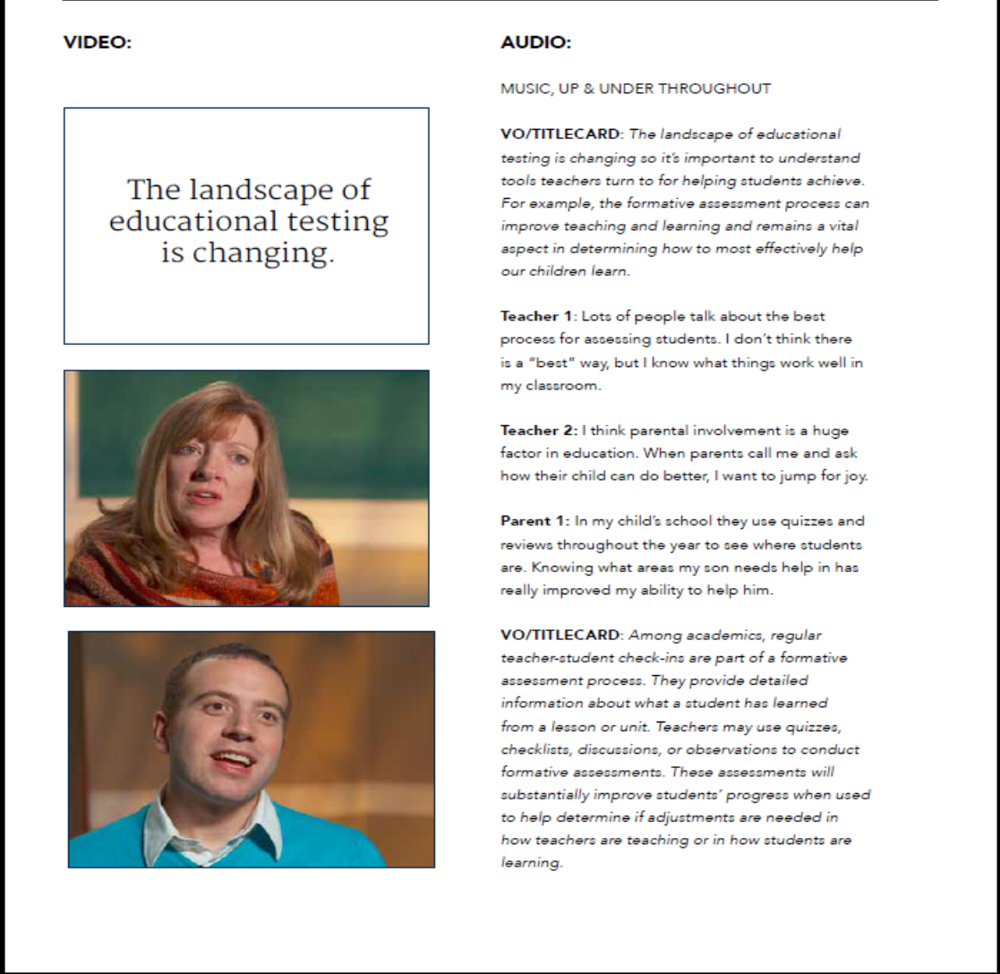 VIDEO:
The landscape of
educational testing
is changing.
AUDIO:
MUSIC, UP & UNDER THROUGHOUT
VO/TITLECARD: The landscape of educational
testing is changing so it's important to understand
tools teachers turn to for helping students achieve.
For example, the formative assessment process can
improve teaching and learning and remains a vital
aspect in determining how to most effectively help
our children learn.
Teacher 1: Lots of people talk about the best
process for assessing students. I don't think there
is a "best" way, but I know what things work well in
my classroom.
Teacher 2: I think parental involvement is a huge
factor in education. When parents call me and ask
how their child can do better, I want to jump for joy.
Parent 1: In my child's school they use quizzes and
reviews throughout the year to see where students
are. Knowing what areas my son needs help in has
really improved my ability to help him.
VO/TITLECARD: Among academics, regular
teacher-student check-ins are part of a formative
assessment process. They provide detailed
information about what a student has learned
from a lesson or unit. Teachers may use quizzes,
checklists, discussions, or observations to conduct
formative assessments. These assessments will
substantially improve students' progress when used
to help determine if adjustments are needed in
how teachers are teaching or in how students are
learning.